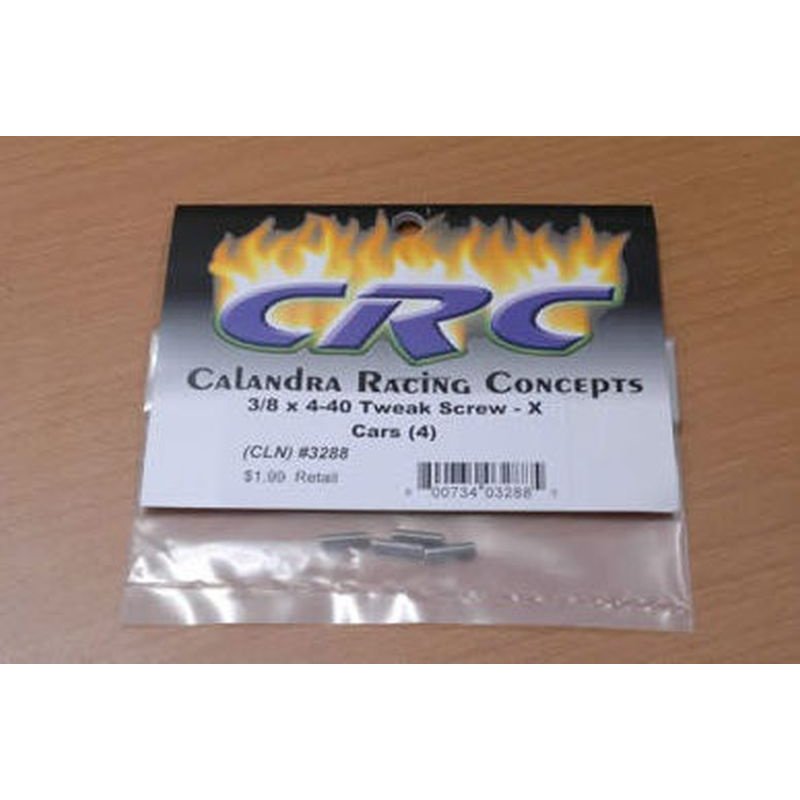 CRC
Calandra Racing Concepts
3/8 x 4-40 Tweak Screw - X
Cars (4)
(CLN) #3288
$1.99 Retail
00734 03288